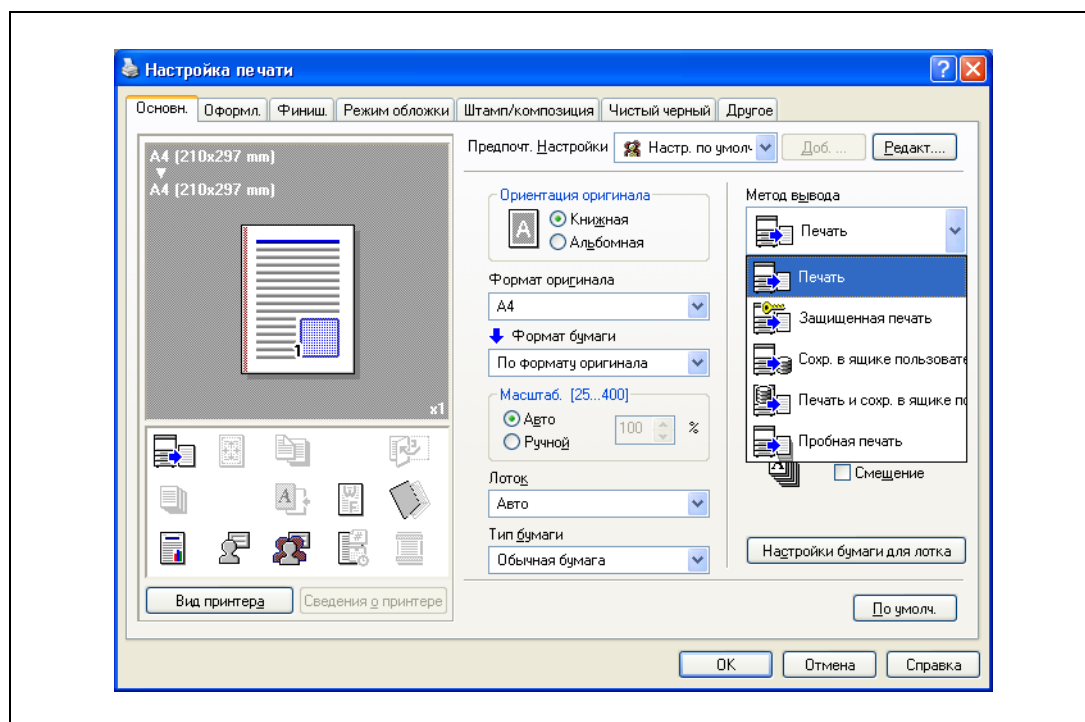 Настройка печати
Основн. Оформл. Финиш. Режим обложки Штамп/композиция Чистый черный Другое
A4 (210x297 mm)
A4 (210x297 mm)
1
x1
Вид принтера Сведения о принтере
Предпочт. Настройки Настр. по умолч Доб. ... Редакт....
Ориентация оригинала
A
Книжная
Альбомная
Формат оригинала
A4
Формат бумаги
По формату оригинала
Масштаб. [25...400]
Авто
Ручной
100 %
Лоток
Авто
Тип бумаги
Обычная бумага
Метод вывода
Печать
Печать
Защищенная печать
Сохр. в ящике пользовате
Печать и сохр. в ящике по
Пробная печать
Смещение
Настройки бумаги для лотка
По умолч.
OK Отмена Справка